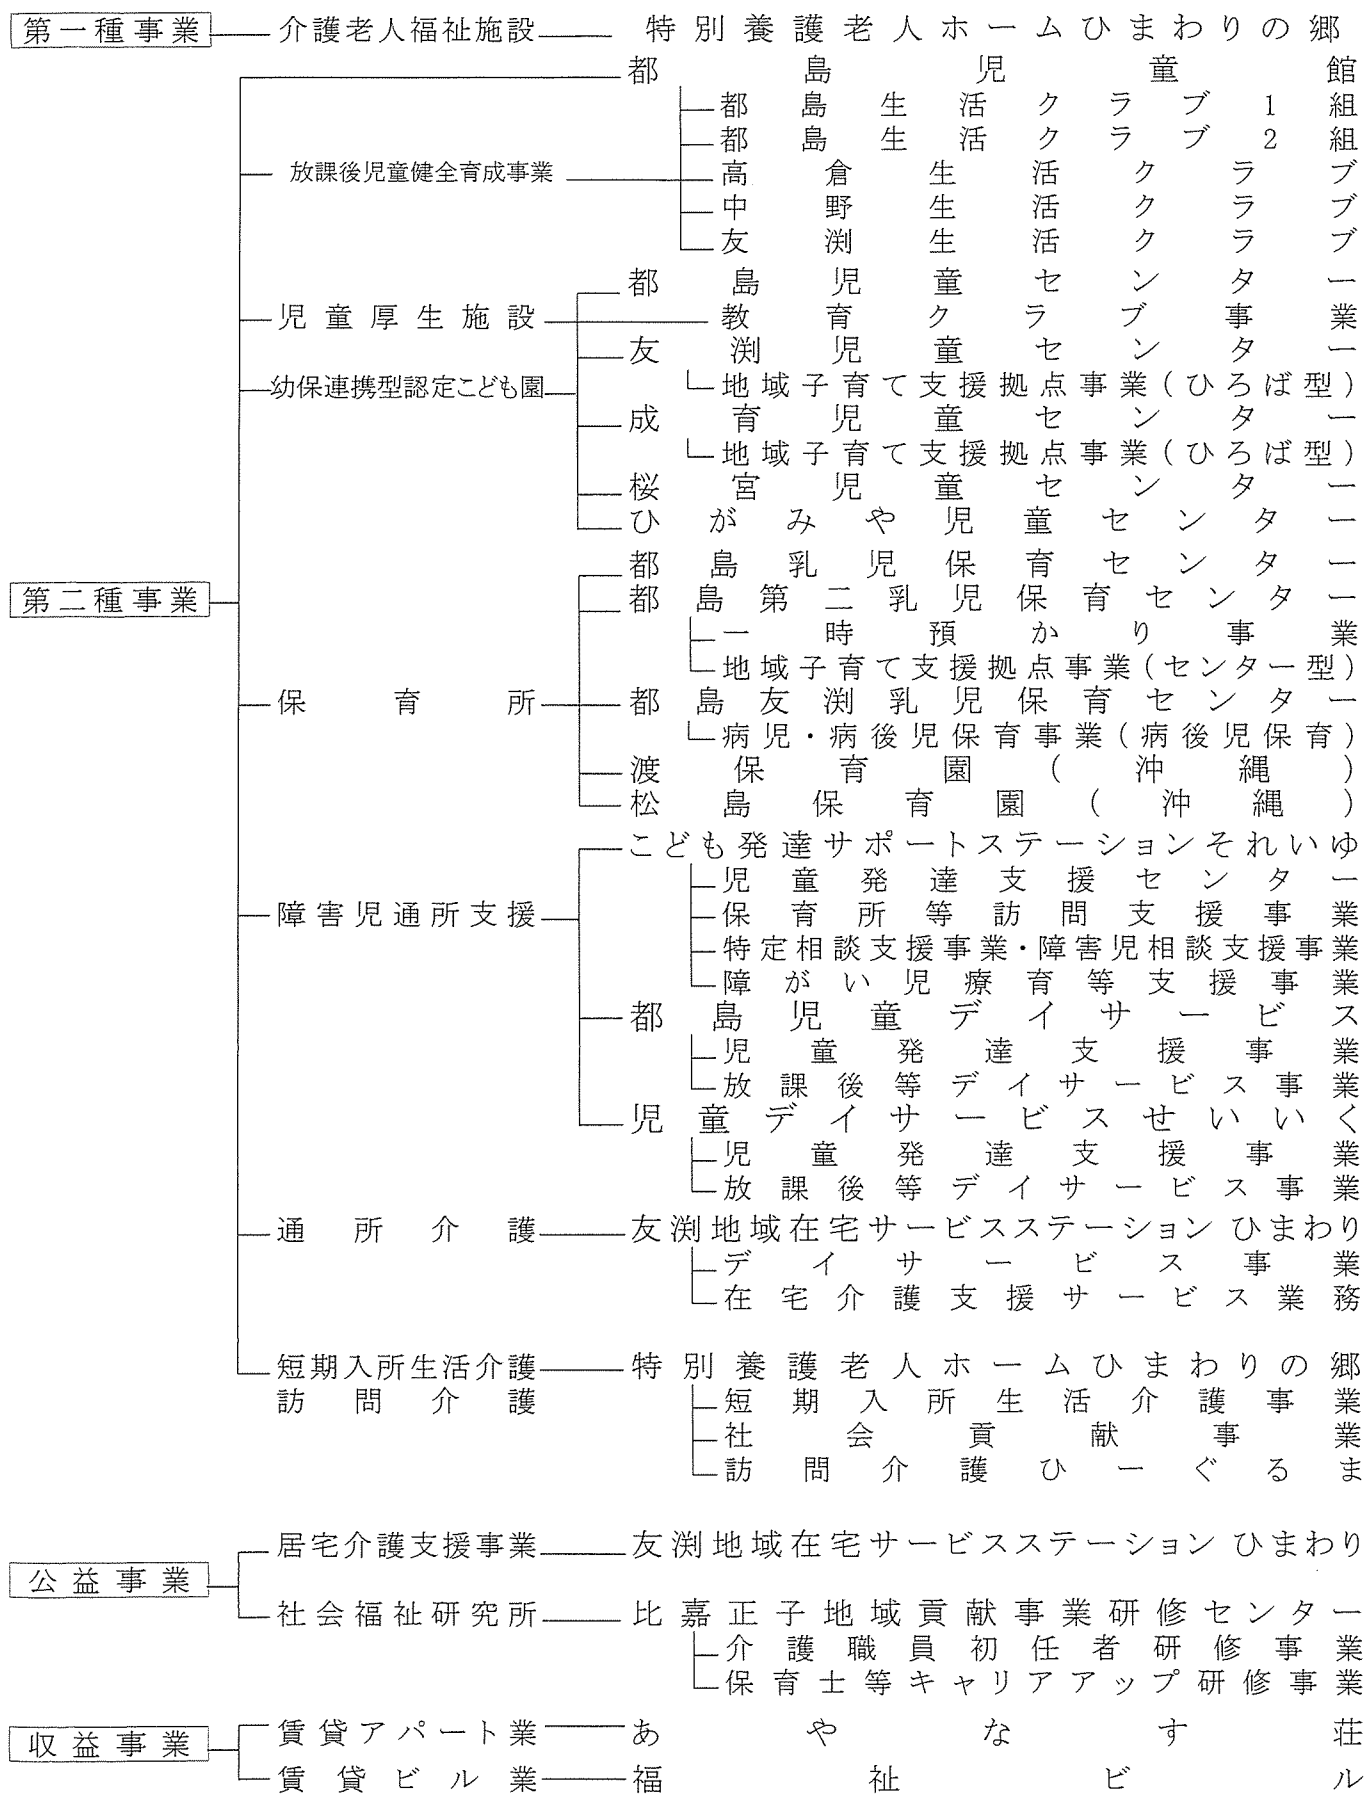 第一種事業 介護老人福祉施設 特別養護老人ホームひまわりの郷
都島児童館
都島生活クラブ1組
都島生活クラブ2組
放課後児童健全育成事業 高倉生活クラブ
中野生活クラブ
友渕生活クラブ
都島児童センター
児童厚生施設 教育クラブ事業
友渕児童センター
幼保連携型認定こども園 地域子育て支援拠点事業(ひろば型)
成育児童センター
地域子育て支援拠点事業(ひろば型)
桜宮児童センター
ひがみや児童センター
都島乳児保育センター
第二種事業 都島第二乳児保育センター
一時預かり事業
地域子育て支援拠点事業(センター型)
保育所 都島友渕乳児保育センター
病児・病後児保育事業(病後児保育)
渡保育園(沖縄)
松島保育園(沖縄)
こども発達サポートステーションそれいゆ
児童発達支援センター
障害児通所支援 保育所等訪問支援事業
特定相談支援事業・障害児相談支援事業
障がい児療育等支援事業
都島児童デイサービス
児童発達支援事業
放課後等デイサービス事業
児童デイサービスせいいく
児童発達支援事業
放課後等デイサービス事業
通所介護 友渕地域在宅サービスステーション ひまわり
デイサービス事業
在宅介護支援サービス業務
短期入所生活介護 特別養護老人ホームひまわりの郷
訪問介護 短期入所生活介護事業
社会貢献事業
訪問介護ひーぐるま
居宅介護支援事業 友渕地域在宅サービスステーション ひまわり
公益事業
社会福祉研究所 比嘉正子地域貢献事業研修センター
介護職員初任者研修事業
保育士等キャリアアップ研修事業
賃貸アパート業 あやなす荘
収益事業
賃貸ビル業 福祉ビル